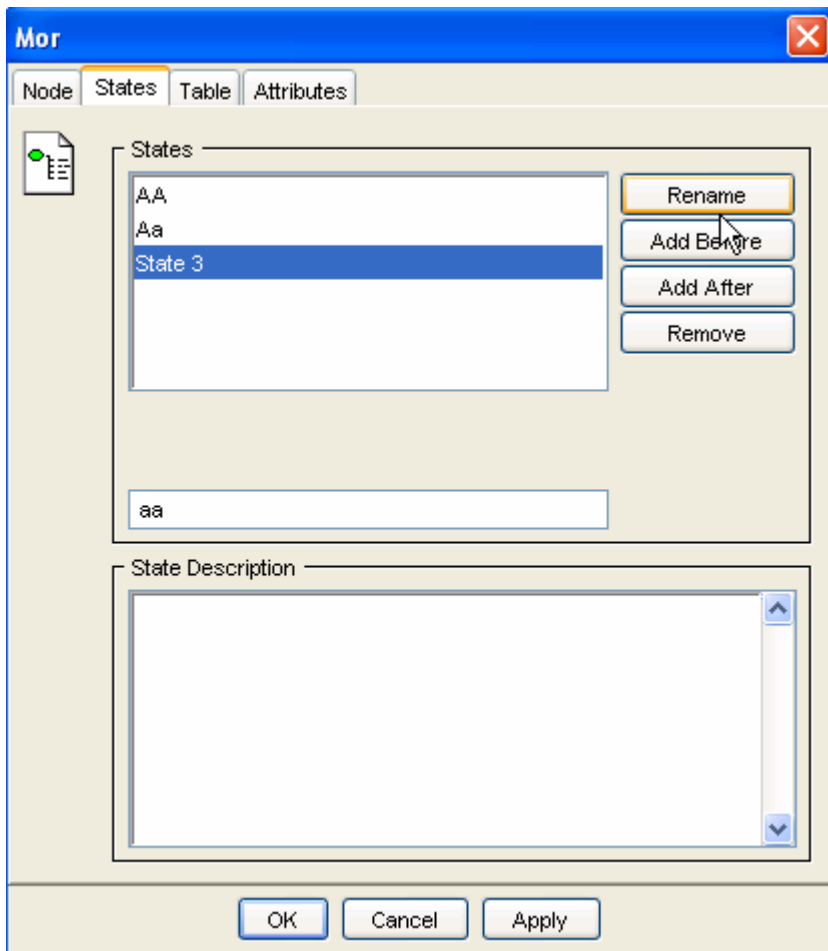 Mor
Node States Table Attributes
States
AA
Aa
State 3
Rename
Add Before
Add After
Remove
aa
State Description
OK Cancel Apply